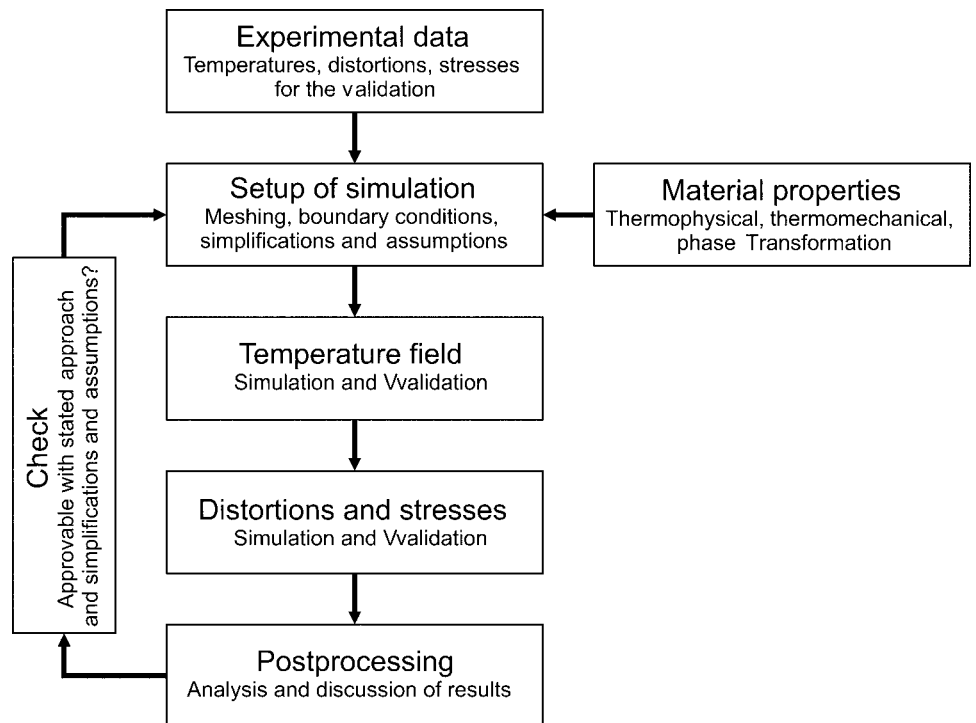 Experimental data
Temperatures, distortions, stresses
for the validation
Setup of simulation
Meshing, boundary conditions,
simplifications and assumptions
Material properties
Thermophysical, thermomechanical,
phase Transformation
Temperature field
Simulation and Vvalidation
Distortions and stresses
Simulation and Vvalidation
Postprocessing
Analysis and discussion of results
Check
Approvable with stated approach
and simplifications and assumptions?